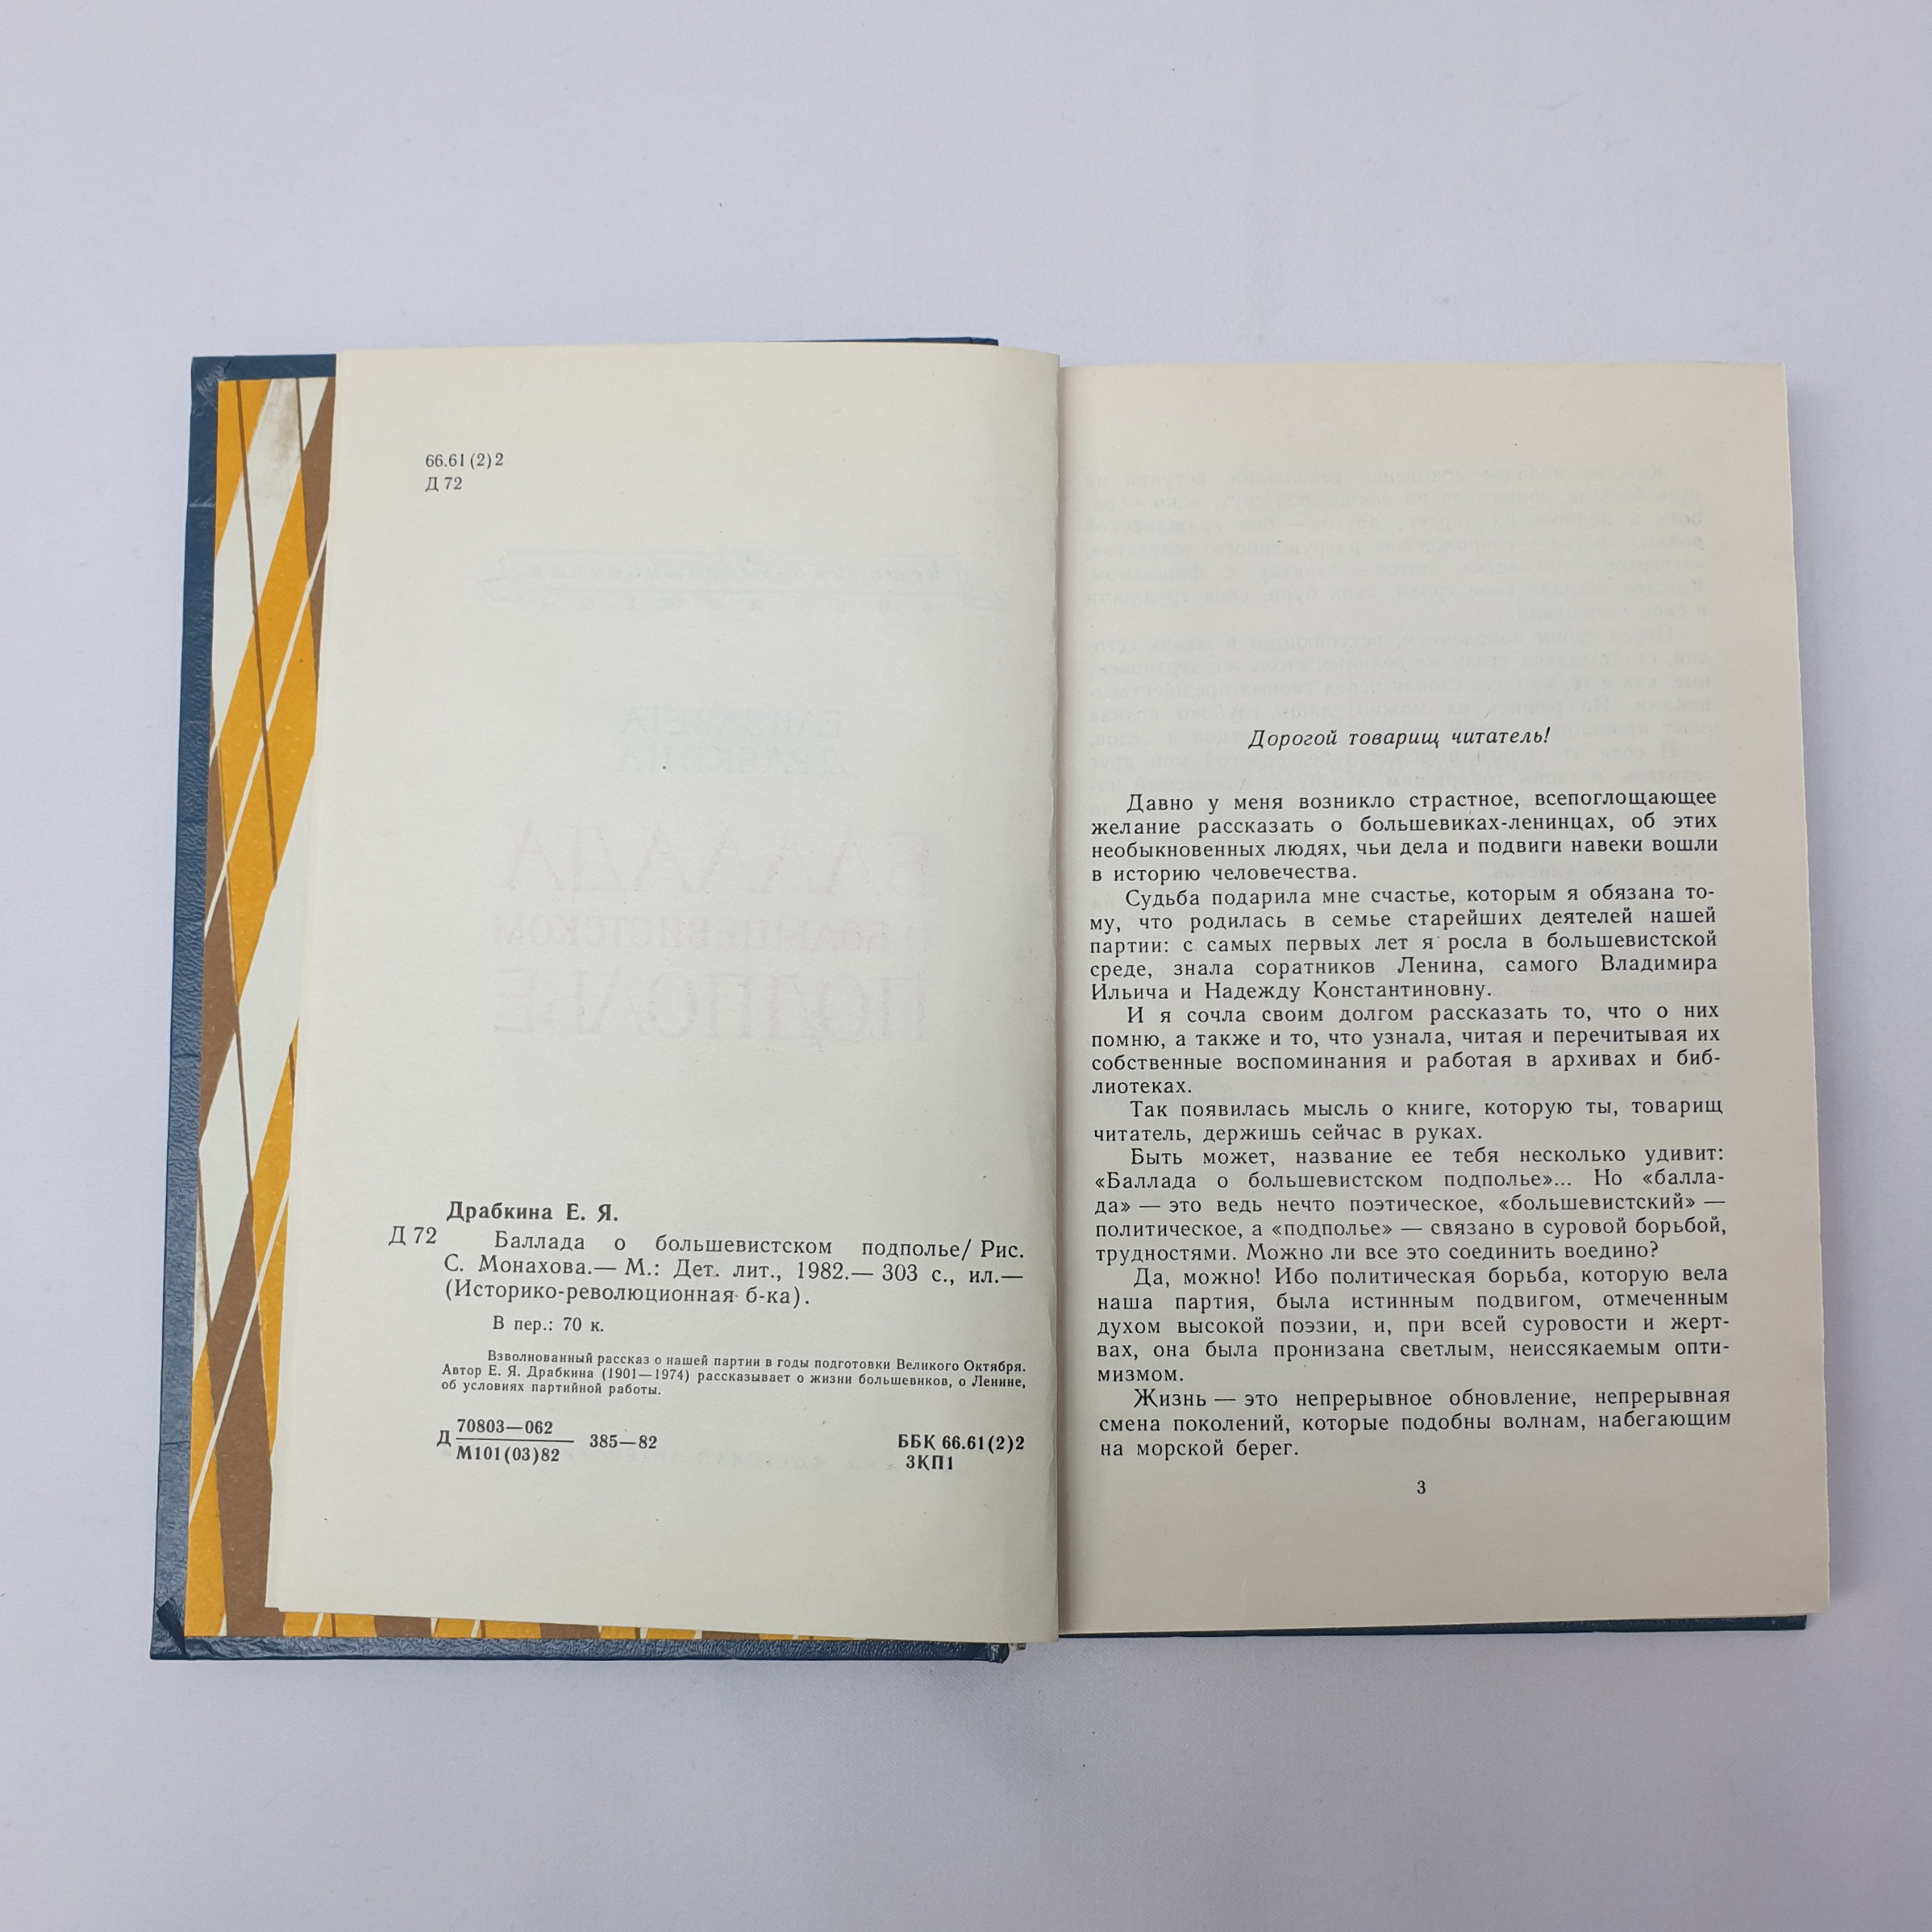 66.61(2)2
Д 72
Драбкина Е. Я.
Д 72
Баллада о большевистском подполье/ Рис.
С. Монахова.— М.: Дет. лит., 1982.— 303 с., ил.—
(Историко-революционная б-ка).
В пер.: 70 к.
Взволнованный рассказ о нашей партии в годы подготовки Великого Октября.
Автор Е. Я. Драбкина (1901—1974) рассказывает о жизни большевиков, о Ленине,
об условиях партийной работы.
70803—062
Д 385—82
М101(03)82
ББК 66.61(2)2
3КП1
Дорогой товарищ читатель!
Давно у меня возникло страстное, всепоглощающее
желание рассказать о большевиках-ленинцах, об этих
необыкновенных людях, чьи дела и подвиги навеки вошли
в историю человечества.
Судьба подарила мне счастье, которым я обязана то-
му, что родилась в семье старейших деятелей нашей
партии: с самых первых лет я росла в большевистской
среде, знала соратников Ленина, самого Владимира
Ильича и Надежду Константиновну.
И я сочла своим долгом рассказать то, что о них
помню, а также и то, что узнала, читая и перечитывая их
собственные воспоминания и работая в архивах и биб-
лиотеках.
Так появилась мысль о книге, которую ты, товарищ
читатель, держишь сейчас в руках.
Быть может, название ее тебя несколько удивит:
«Баллада о большевистском подполье»... Но «балла-
да» — это ведь нечто поэтическое, «большевистский» —
политическое, а «подполье» — связано в суровой борьбой,
трудностями. Можно ли все это соединить воедино?
Да, можно! Ибо политическая борьба, которую вела
наша партия, была истинным подвигом, отмеченным
духом высокой поэзии, и, при всей суровости и жерт-
вах, она была пронизана светлым, неиссякаемым опти-
мизмом.
Жизнь — это непрерывное обновление, непрерывная
смена поколений, которые подобны волнам, набегающим
на морской берег.
3